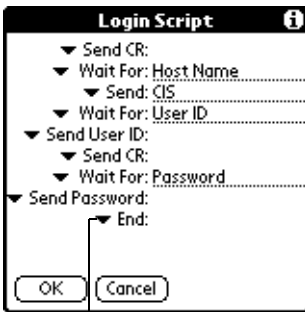 Login Script i
Send CR:
Wait For: Host Name
Send: CIS
Wait For: User ID
Send User ID:
Send CR:
Wait For: Password
Send Password:
End:
OK Cancel